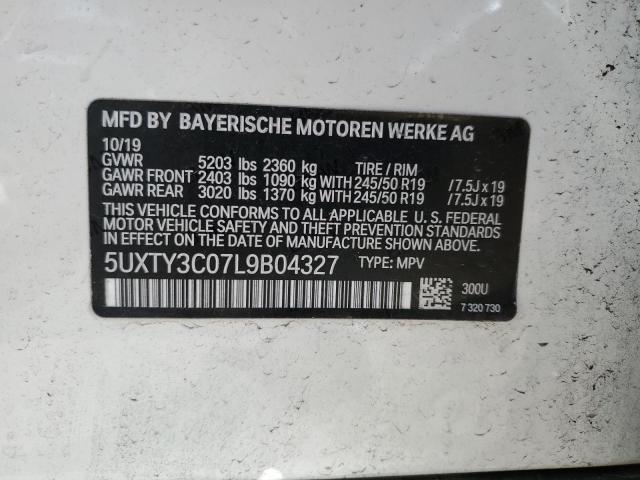 MFD BY BAYERISCHE MOTOREN WERKE AG
10/19
GVWR 5203 lbs 2360 kg TIRE / RIM
GAWR FRONT 2403 lbs 1090 kg WITH 245/50 R19 / 7.5J x 19
GAWR REAR 3020 lbs 1370 kg WITH 245/50 R19 / 7.5J x 19
THIS VEHICLE CONFORMS TO ALL APPLICABLE U. S. FEDERAL
MOTOR VEHICLE SAFETY AND THEFT PREVENTION STANDARDS
IN EFFECT ON THE DATE OF MANUFACTURE SHOWN ABOVE.
5UXTY3C07L9B04327 TYPE: MPV
300U
7 320 730